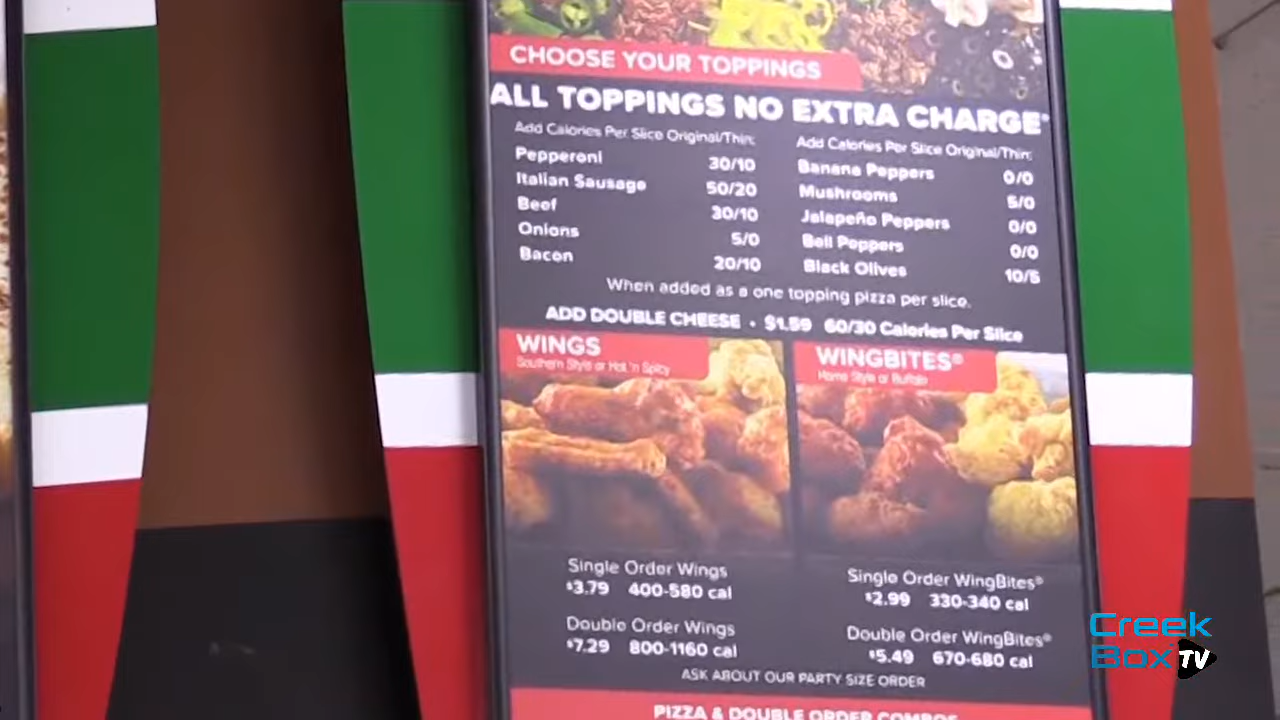 CHOOSE YOUR TOPPINGS
ALL TOPPINGS NO EXTRA CHARGE*
Add Calories Per Slice Original/Thin:
Pepperoni 30/10
Italian Sausage 50/20
Beef 30/10
Onions 5/0
Bacon 20/10
Add Calories Per Slice Original/Thin:
Banana Peppers 0/0
Mushrooms 5/0
Jalapeño Peppers 0/0
Bell Peppers 0/0
Black Olives 10/5
When added as a one topping pizza per slice.
ADD DOUBLE CHEESE • $1.59 60/30 Calories Per Slice
WINGS
Southern Style or Hot 'n Spicy
Single Order Wings
$3.79 400-580 cal
Double Order Wings
$7.29 800-1160 cal
WINGBITES®
Home Style or Buffalo
Single Order WingBites®
$2.99 330-340 cal
Double Order WingBites®
$5.49 670-680 cal
ASK ABOUT OUR PARTY SIZE ORDER
PIZZA & DOUBLE ORDER COMBOS
Creek
Box TV